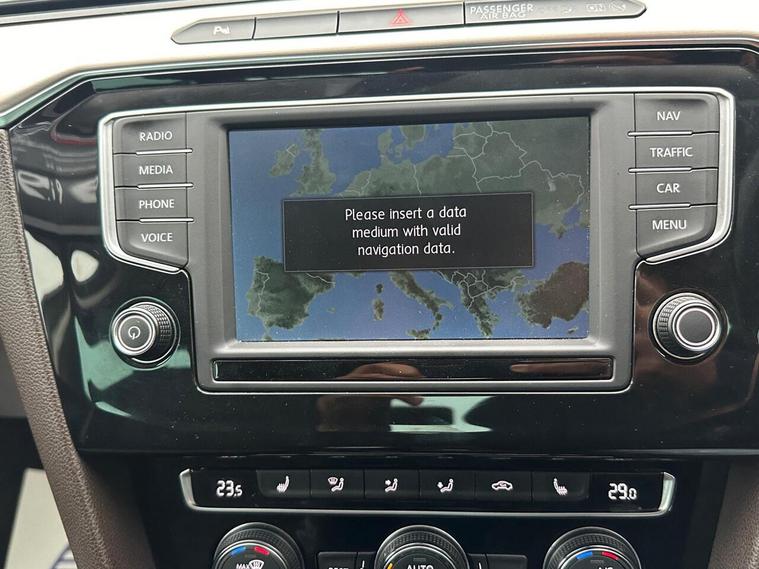 PASSENGER
AIR BAG
ON
RADIO
MEDIA
PHONE
VOICE
NAV
TRAFFIC
CAR
MENU
Please insert a data
medium with valid
navigation data.
23.5
29.0
MAX
AUTO